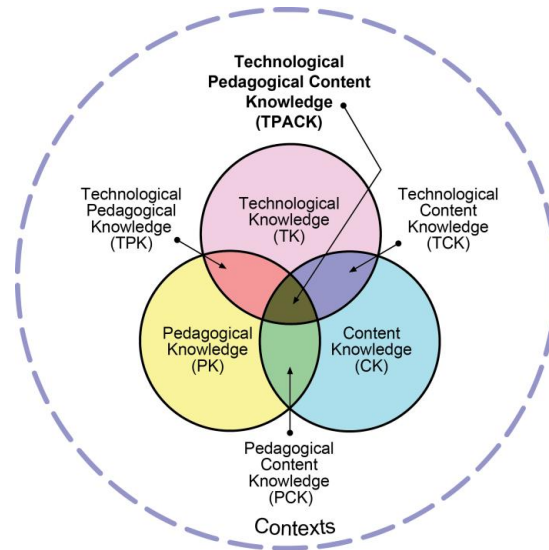 Technological
Pedagogical Content
Knowledge
(TPACK)
Technological
Pedagogical
Knowledge
(TPK)
Technological
Knowledge
(TK)
Technological
Content
Knowledge
(TCK)
Pedagogical
Knowledge
(PK)
Content
Knowledge
(CK)
Pedagogical
Content
Knowledge
(PCK)
Contexts